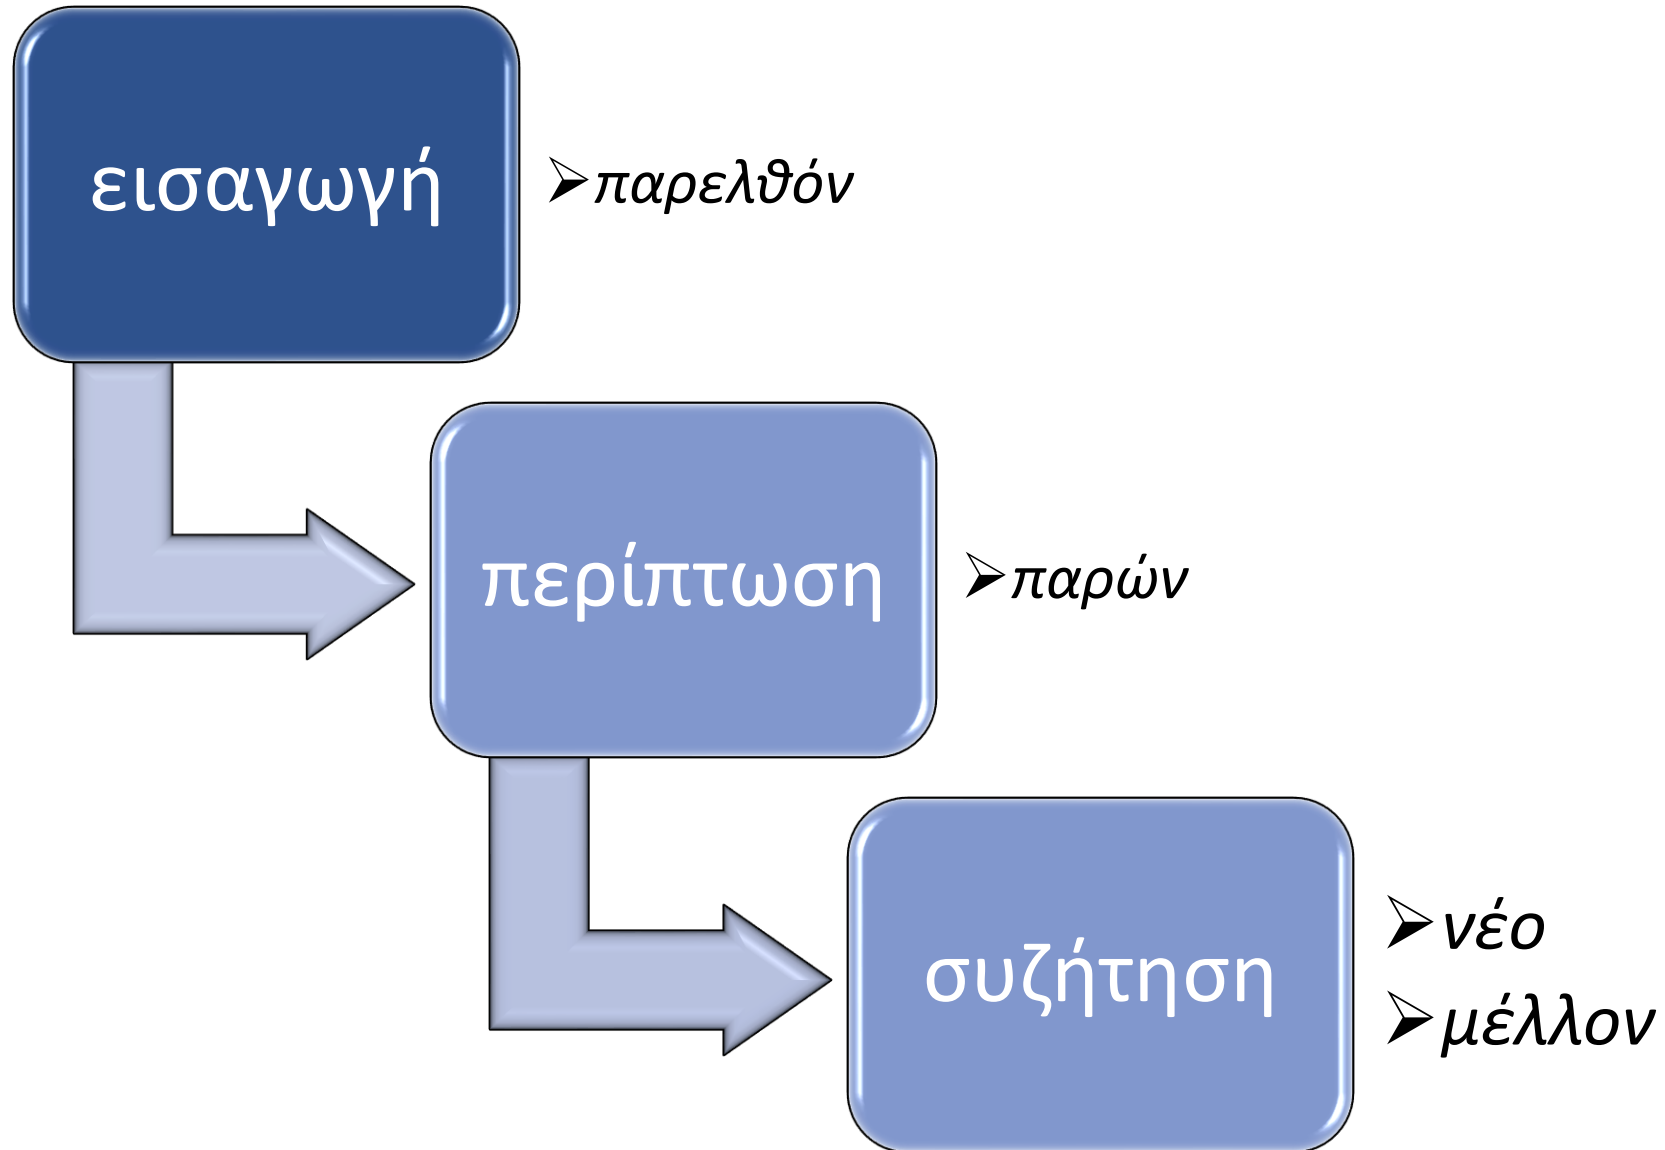 εισαγωγή
παρελθόν
περίπτωση
παρών
συζήτηση
νέο
μέλλον